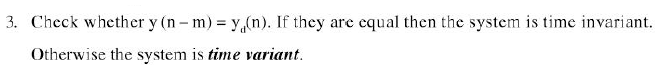 3. Check whether y (n – m) = y_d(n). If they are equal then the system is time invariant.
Otherwise the system is time variant.